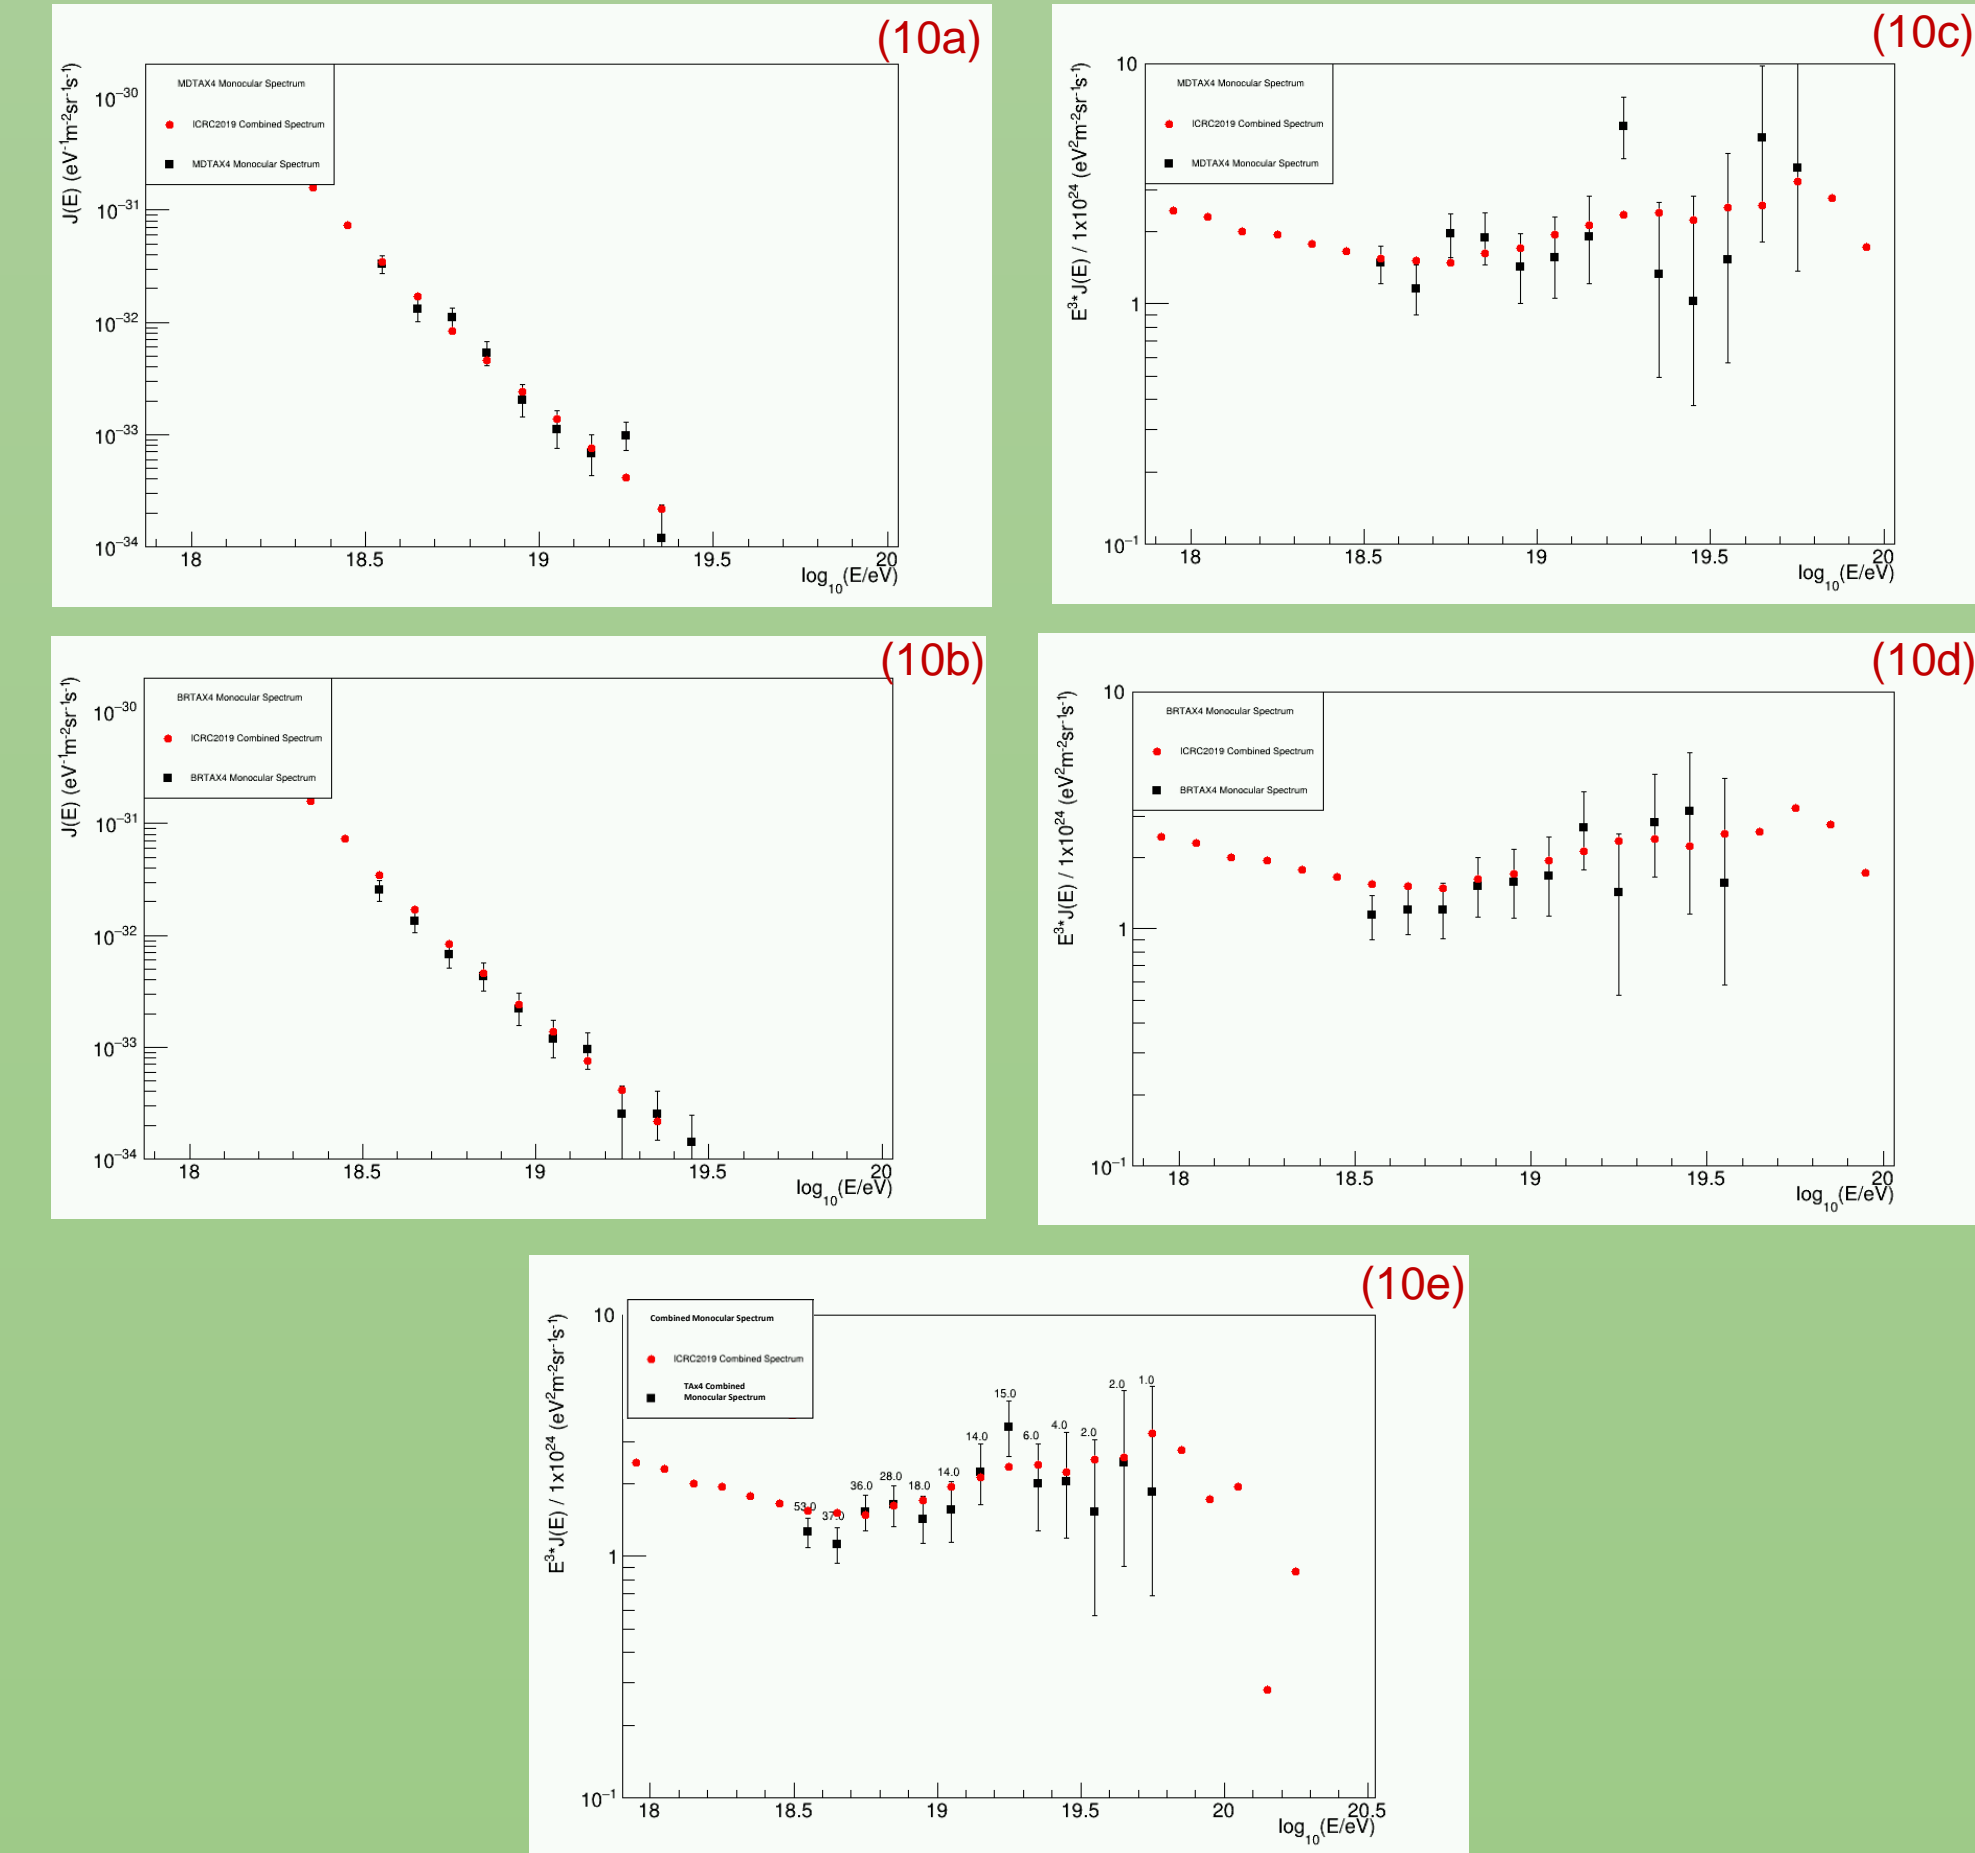 (10a)
J(E) (eV⁻¹m⁻²sr⁻¹s⁻¹)
MDTAX4 Monocular Spectrum
ICRC2019 Combined Spectrum
MDTAX4 Monocular Spectrum
10⁻³⁰
10⁻³¹
10⁻³²
10⁻³³
10⁻³⁴
18 18.5 19 19.5 20
log₁₀(E/eV)
(10c)
E³*J(E) / 1x10²⁴ (eV²m⁻²sr⁻¹s⁻¹)
MDTAX4 Monocular Spectrum
ICRC2019 Combined Spectrum
MDTAX4 Monocular Spectrum
10
1
10⁻¹
18 18.5 19 19.5 20
log₁₀(E/eV)
(10b)
J(E) (eV⁻¹m⁻²sr⁻¹s⁻¹)
BRTAX4 Monocular Spectrum
ICRC2019 Combined Spectrum
BRTAX4 Monocular Spectrum
10⁻³⁰
10⁻³¹
10⁻³²
10⁻³³
10⁻³⁴
18 18.5 19 19.5 20
log₁₀(E/eV)
(10d)
E³*J(E) / 1x10²⁴ (eV²m⁻²sr⁻¹s⁻¹)
BRTAX4 Monocular Spectrum
ICRC2019 Combined Spectrum
BRTAX4 Monocular Spectrum
10
1
10⁻¹
18 18.5 19 19.5 20
log₁₀(E/eV)
(10e)
E³*J(E) / 1x10²⁴ (eV²m⁻²sr⁻¹s⁻¹)
Combined Monocular Spectrum
ICRC2019 Combined Spectrum
TAx4 Combined
Monocular Spectrum
10
1
10⁻¹
53.0 37.0 36.0 28.0 18.0 14.0 14.0 15.0 6.0 4.0 2.0 2.0 1.0
18 18.5 19 19.5 20 20.5
log₁₀(E/eV)